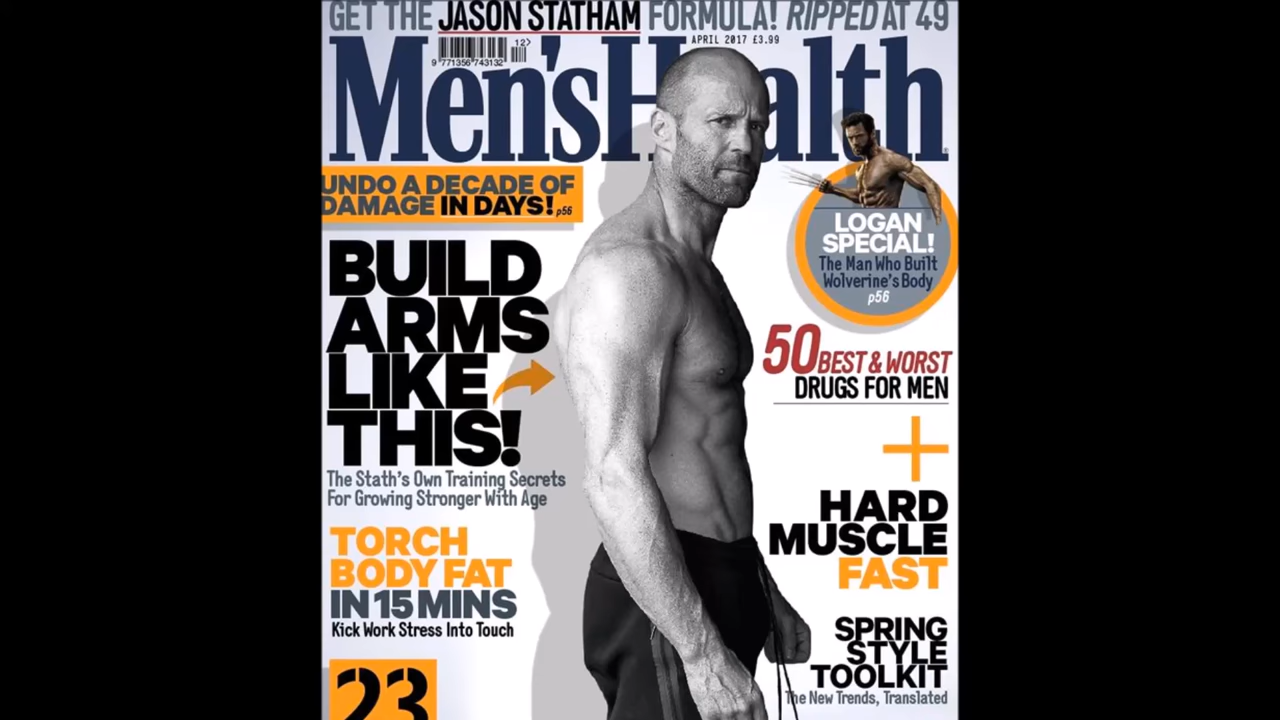 GET THE JASON STATHAM FORMULA! RIPPED AT 49
APRIL 2017 £3.99
12>
9 771356 743132
Men's Health
UNDO A DECADE OF
DAMAGE IN DAYS! p56
BUILD
ARMS
LIKE
THIS!
The Stath's Own Training Secrets
For Growing Stronger With Age
TORCH
BODY FAT
IN 15 MINS
Kick Work Stress Into Touch
23
LOGAN
SPECIAL!
The Man Who Built
Wolverine's Body
p56
50 BEST & WORST
DRUGS FOR MEN
+
HARD
MUSCLE
FAST
SPRING
STYLE
TOOLKIT
The New Trends, Translated